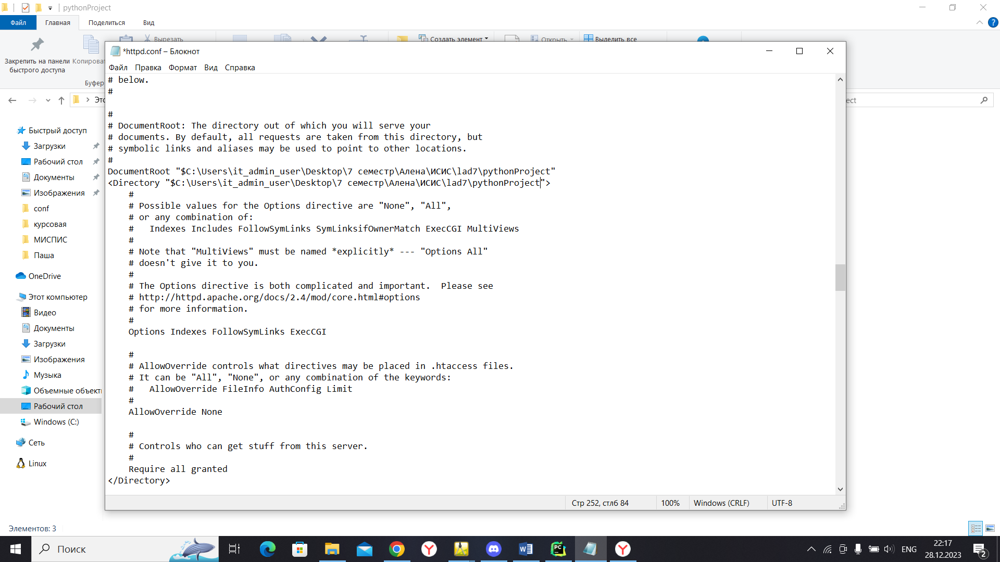 pythonProject
Файл Главная Поделиться Вид
Вырезать
Создать элемент
Открыть
Выделить все
Закрепить на панели
быстрого доступа
Буфер
*httpd.conf – Блокнот
Файл Правка Формат Вид Справка
# below.
#
#
# DocumentRoot: The directory out of which you will serve your
# documents. By default, all requests are taken from this directory, but
# symbolic links and aliases may be used to point to other locations.
#
DocumentRoot "$C:\Users\it_admin_user\Desktop\7 семестр\Алена\ИСИС\lad7\pythonProject"
<Directory "$C:\Users\it_admin_user\Desktop\7 семестр\Алена\ИСИС\lad7\pythonProject">
#
# Possible values for the Options directive are "None", "All",
# or any combination of:
#   Indexes Includes FollowSymLinks SymLinksifOwnerMatch ExecCGI MultiViews
#
# Note that "MultiViews" must be named *explicitly* --- "Options All"
# doesn't give it to you.
#
# The Options directive is both complicated and important.  Please see
# http://httpd.apache.org/docs/2.4/mod/core.html#options
# for more information.
#
Options Indexes FollowSymLinks ExecCGI
#
# AllowOverride controls what directives may be placed in .htaccess files.
# It can be "All", "None", or any combination of the keywords:
#   AllowOverride FileInfo AuthConfig Limit
#
AllowOverride None
#
# Controls who can get stuff from this server.
#
Require all granted
</Directory>
Стр 252, стлб 84
100%
Windows (CRLF)
UTF-8
Быстрый доступ
Загрузки
Рабочий стол
Документы
Изображения
conf
курсовая
МИСПИС
Паша
OneDrive
Этот компьютер
Видео
Документы
Загрузки
Изображения
Музыка
Объемные объект
Рабочий стол
Windows (C:)
Сеть
Linux
Элементов: 3
Поиск
ENG
22:17
28.12.2023
2